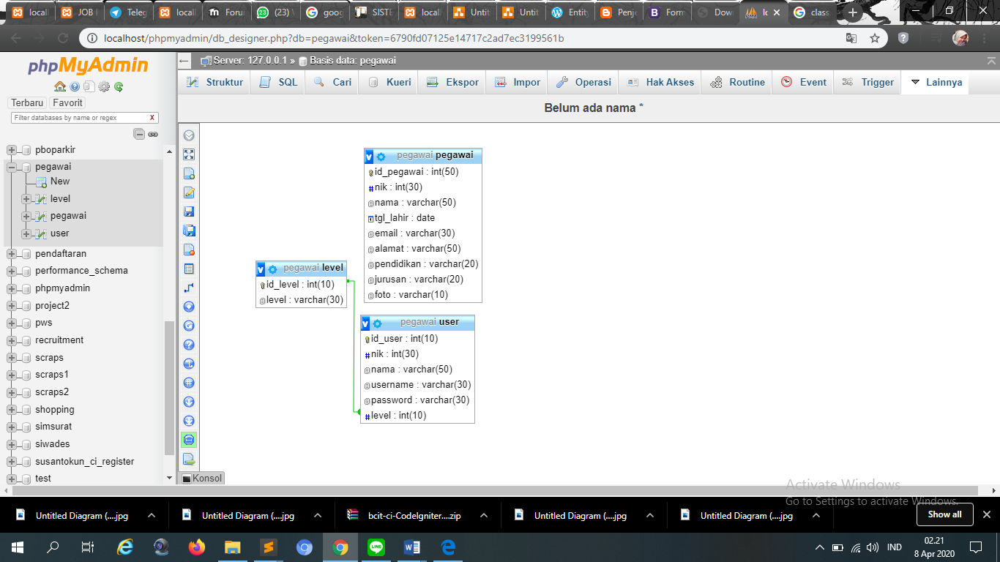 local
JOB
Teleg
local
Forun
(23)
goog
SISTE
local
Untit
Untit
Entity
Penje
Form
Dow
class
localhost/phpmyadmin/db_designer.php?db=pegawai&token=6790fd07125e14717c2ad7ec3199561b
phpMyAdmin
Terbaru Favorit
Filter databases by name or regex X
pboparkir
pegawai
New
level
pegawai
user
pendaftaran
performance_schema
phpmyadmin
project2
pws
recruitment
scraps
scraps1
scraps2
shopping
simsurat
siwades
susantokun_ci_register
test
Server: 127.0.0.1 » Basis data: pegawai
Struktur SQL Cari Kueri Ekspor Impor Operasi Hak Akses Routine Event Trigger Lainnya
Belum ada nama *
v pegawai pegawai
id_pegawai : int(50)
nik : int(30)
nama : varchar(50)
tgl_lahir : date
email : varchar(30)
alamat : varchar(50)
pendidikan : varchar(20)
jurusan : varchar(20)
foto : varchar(10)
v pegawai level
id_level : int(10)
level : varchar(30)
v pegawai user
id_user : int(10)
nik : int(30)
nama : varchar(50)
username : varchar(30)
password : varchar(30)
level : int(10)
Konsol
Activate Windows
Go to Settings to activate Windows.
Untitled Diagram (....jpg
Untitled Diagram (....jpg
bcit-ci-CodeIgniter....zip
Untitled Diagram (....jpg
Untitled Diagram (....jpg
Show all
IND
02.21
8 Apr 2020